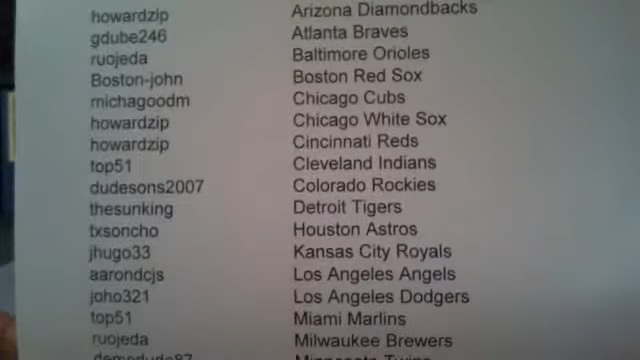 howardzip Arizona Diamondbacks
gdube246 Atlanta Braves
ruojeda Baltimore Orioles
Boston-john Boston Red Sox
michagoodm Chicago Cubs
howardzip Chicago White Sox
howardzip Cincinnati Reds
top51 Cleveland Indians
dudesons2007 Colorado Rockies
thesunking Detroit Tigers
txsoncho Houston Astros
jhugo33 Kansas City Royals
aarondcjs Los Angeles Angels
joho321 Los Angeles Dodgers
top51 Miami Marlins
ruojeda Milwaukee Brewers